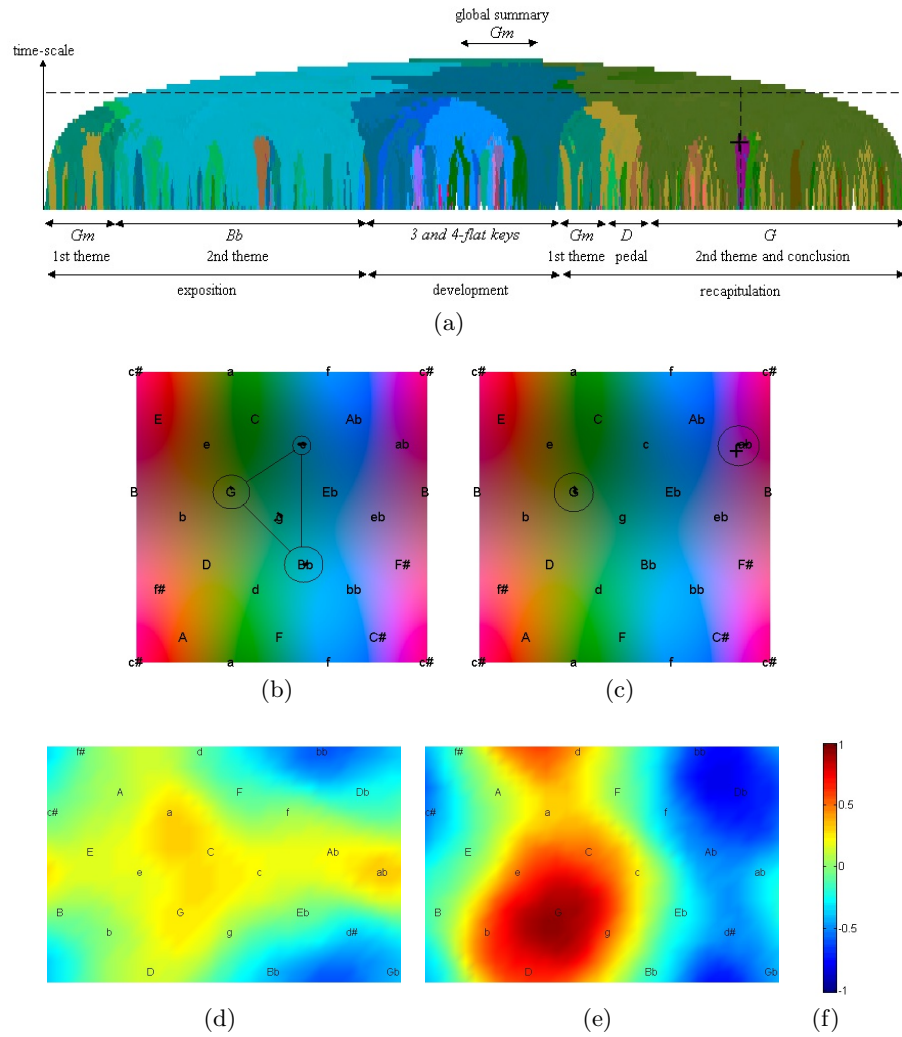 global summary
Gm
time-scale
Gm Bb 3 and 4-flat keys Gm D G
1st theme 2nd theme 1st theme pedal 2nd theme and conclusion
exposition development recapitulation
(a)
c# a f c#
E C Ab
e ab
B G Eb B
b g eb
D Bb F#
f# d bb
A F C#
c# a f c#
(b)
c# a f c#
E C Ab
e c ab
B G Eb B
b g eb
D Bb F#
f# d bb
A F C#
c# a f c#
(c)
f# d bb
A F Db
c# a f
E C Ab
e c ab
B G Eb
b g d#
D Bb Gb
(d)
f# d bb
A F Db
c# a f
E C Ab
e c ab
B G Eb
b g d#
D Bb Gb
(e)
1
0.5
0
-0.5
-1
(f)